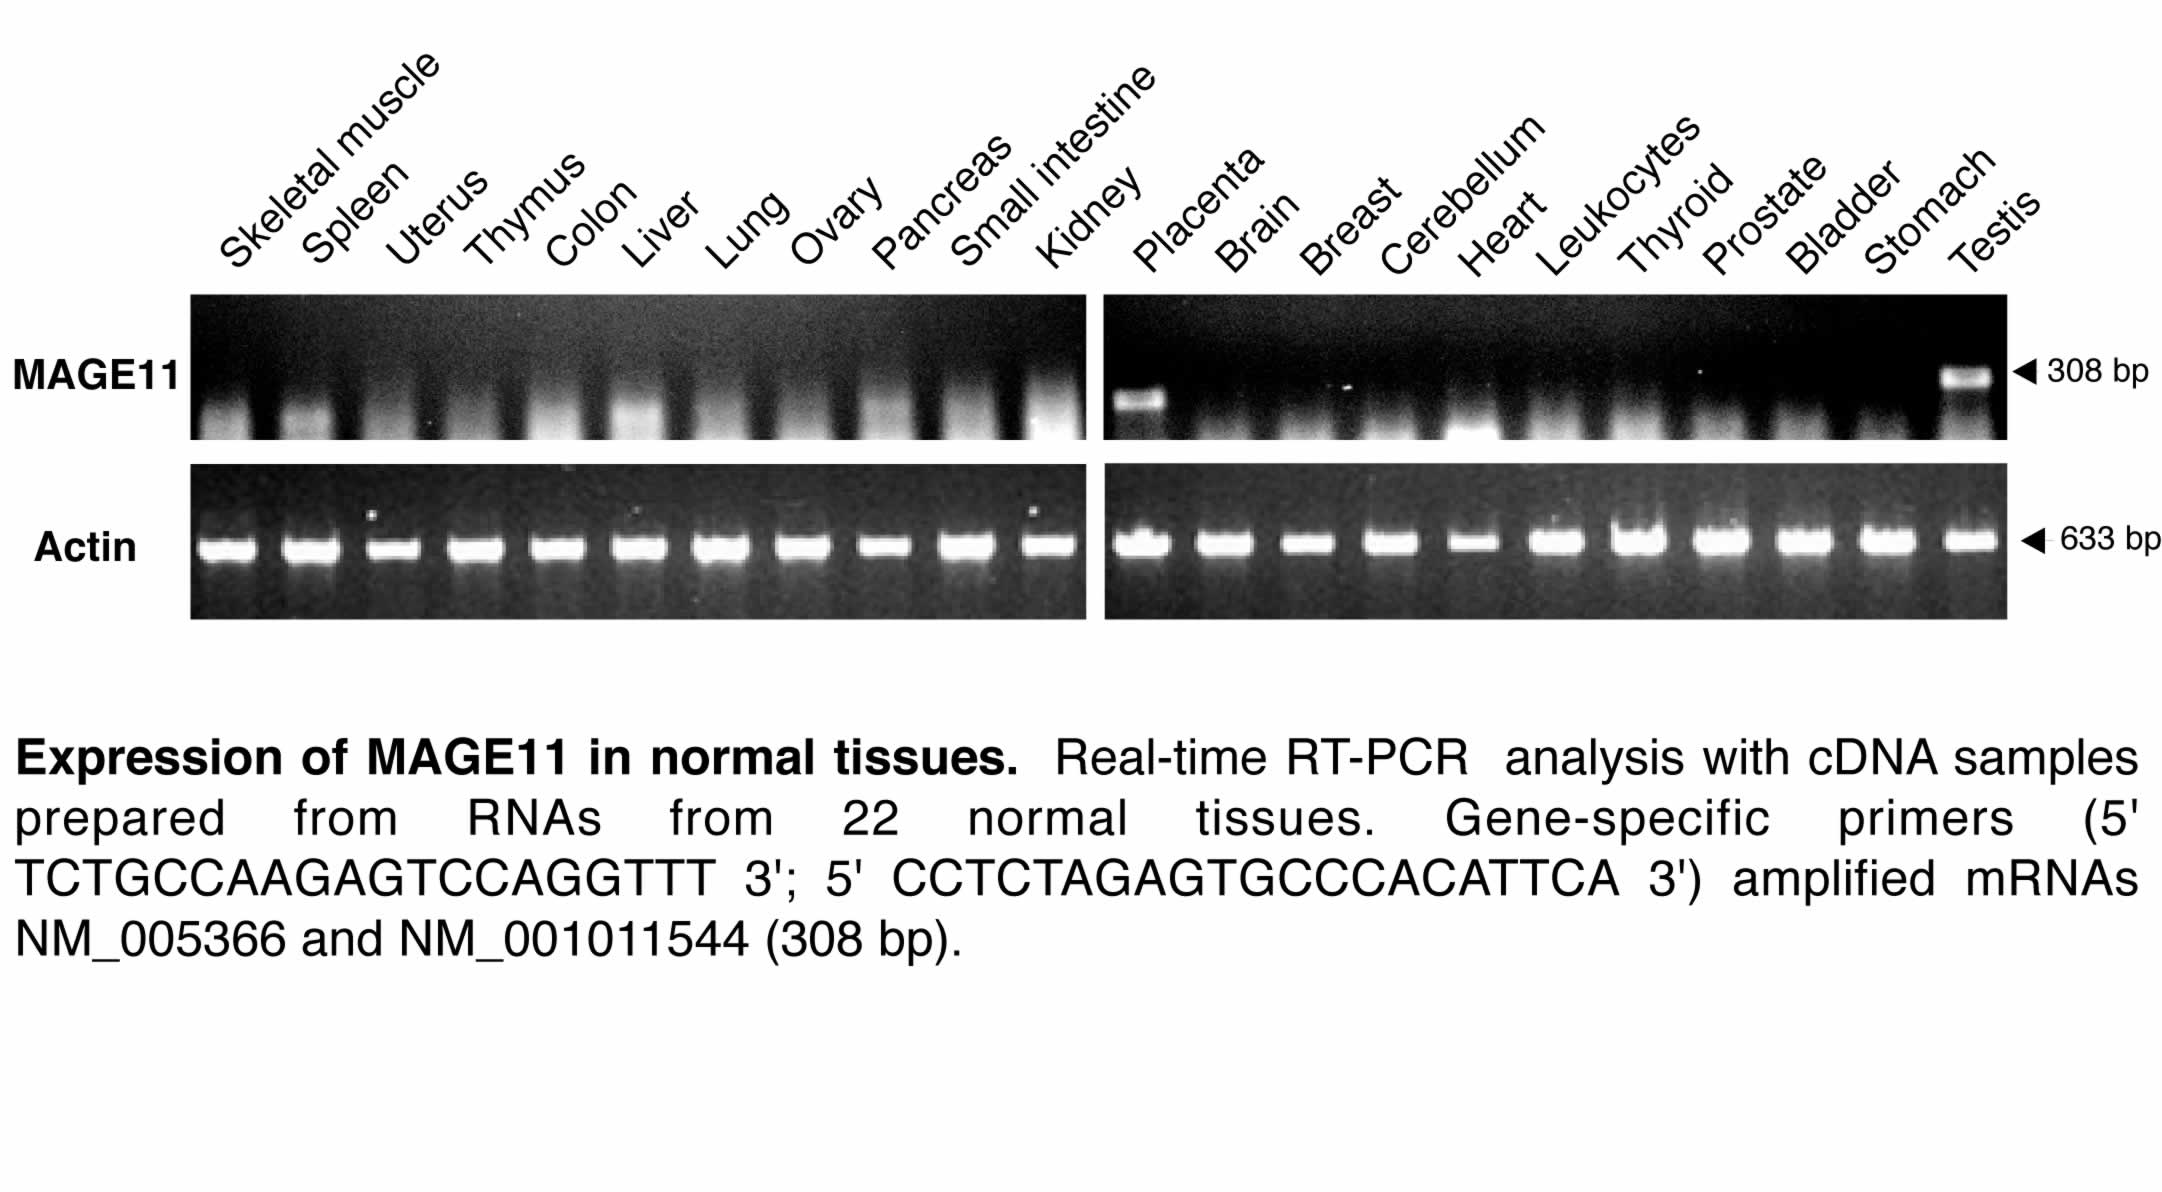 Skeletal muscle
Spleen
Uterus
Thymus
Colon
Liver
Lung
Ovary
Pancreas
Small intestine
Kidney
Placenta
Brain
Breast
Cerebellum
Heart
Leukocytes
Thyroid
Prostate
Bladder
Stomach
Testis
MAGE11
308 bp
Actin
633 bp
Expression of MAGE11 in normal tissues. Real-time RT-PCR analysis with cDNA samples
prepared from RNAs from 22 normal tissues. Gene-specific primers (5'
TCTGCCAAGAGTCCAGGTTT 3'; 5' CCTCTAGAGTGCCCACATTCA 3') amplified mRNAs
NM_005366 and NM_001011544 (308 bp).